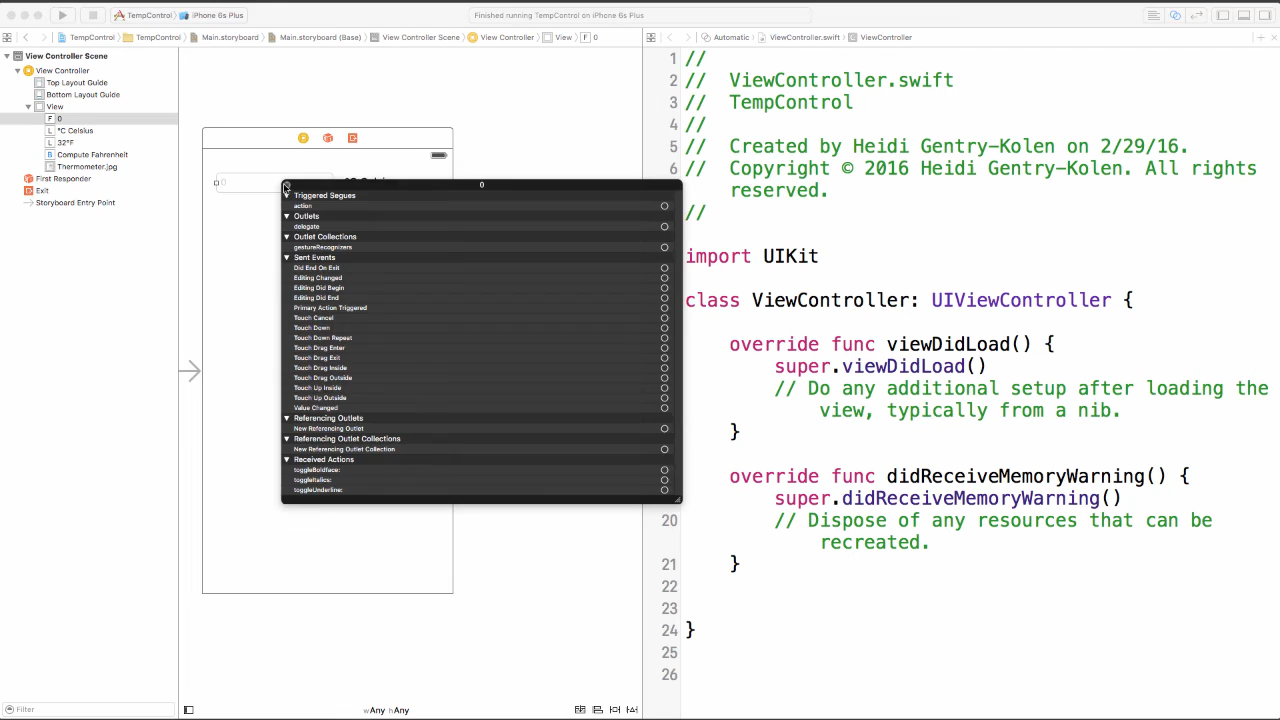 TempControl
iPhone 6s Plus
Finished running TempControl on iPhone 6s Plus
TempControl
TempControl
Main.storyboard
Main.storyboard (Base)
View Controller Scene
View Controller
View
F 0
Automatic
ViewController.swift
ViewController
View Controller Scene
View Controller
Top Layout Guide
Bottom Layout Guide
View
F 0
L °C Celsius
L 32°F
B Compute Fahrenheit
Thermometer.jpg
First Responder
Exit
Storyboard Entry Point
Filter
0
0
Triggered Segues
action
Outlets
delegate
Outlet Collections
gestureRecognizers
Sent Events
Did End On Exit
Editing Changed
Editing Did Begin
Editing Did End
Primary Action Triggered
Touch Cancel
Touch Down
Touch Down Repeat
Touch Drag Enter
Touch Drag Exit
Touch Drag Inside
Touch Drag Outside
Touch Up Inside
Touch Up Outside
Value Changed
Referencing Outlets
New Referencing Outlet
Referencing Outlet Collections
New Referencing Outlet Collection
Received Actions
toggleBoldface:
toggleItalics:
toggleUnderline:
wAny hAny
1 //
2 // ViewController.swift
3 // TempControl
4 //
5 // Created by Heidi Gentry-Kolen on 2/29/16.
6 // Copyright © 2016 Heidi Gentry-Kolen. All rights
reserved.
//
import UIKit
class ViewController: UIViewController {
override func viewDidLoad() {
super.viewDidLoad()
// Do any additional setup after loading the
view, typically from a nib.
}
override func didReceiveMemoryWarning() {
super.didReceiveMemoryWarning()
20 // Dispose of any resources that can be
recreated.
21 }
22
23
24 }
25
26